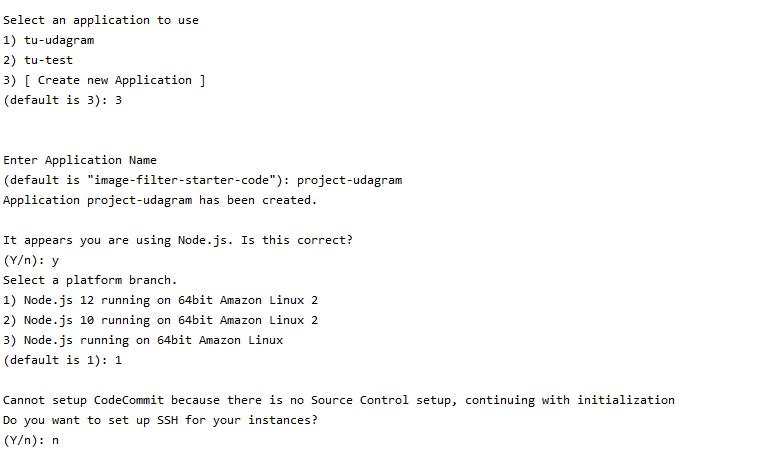 Select an application to use
1) tu-udagram
2) tu-test
3) [ Create new Application ]
(default is 3): 3
Enter Application Name
(default is "image-filter-starter-code"): project-udagram
Application project-udagram has been created.
It appears you are using Node.js. Is this correct?
(Y/n): y
Select a platform branch.
1) Node.js 12 running on 64bit Amazon Linux 2
2) Node.js 10 running on 64bit Amazon Linux 2
3) Node.js running on 64bit Amazon Linux
(default is 1): 1
Cannot setup CodeCommit because there is no Source Control setup, continuing with initialization
Do you want to set up SSH for your instances?
(Y/n): n